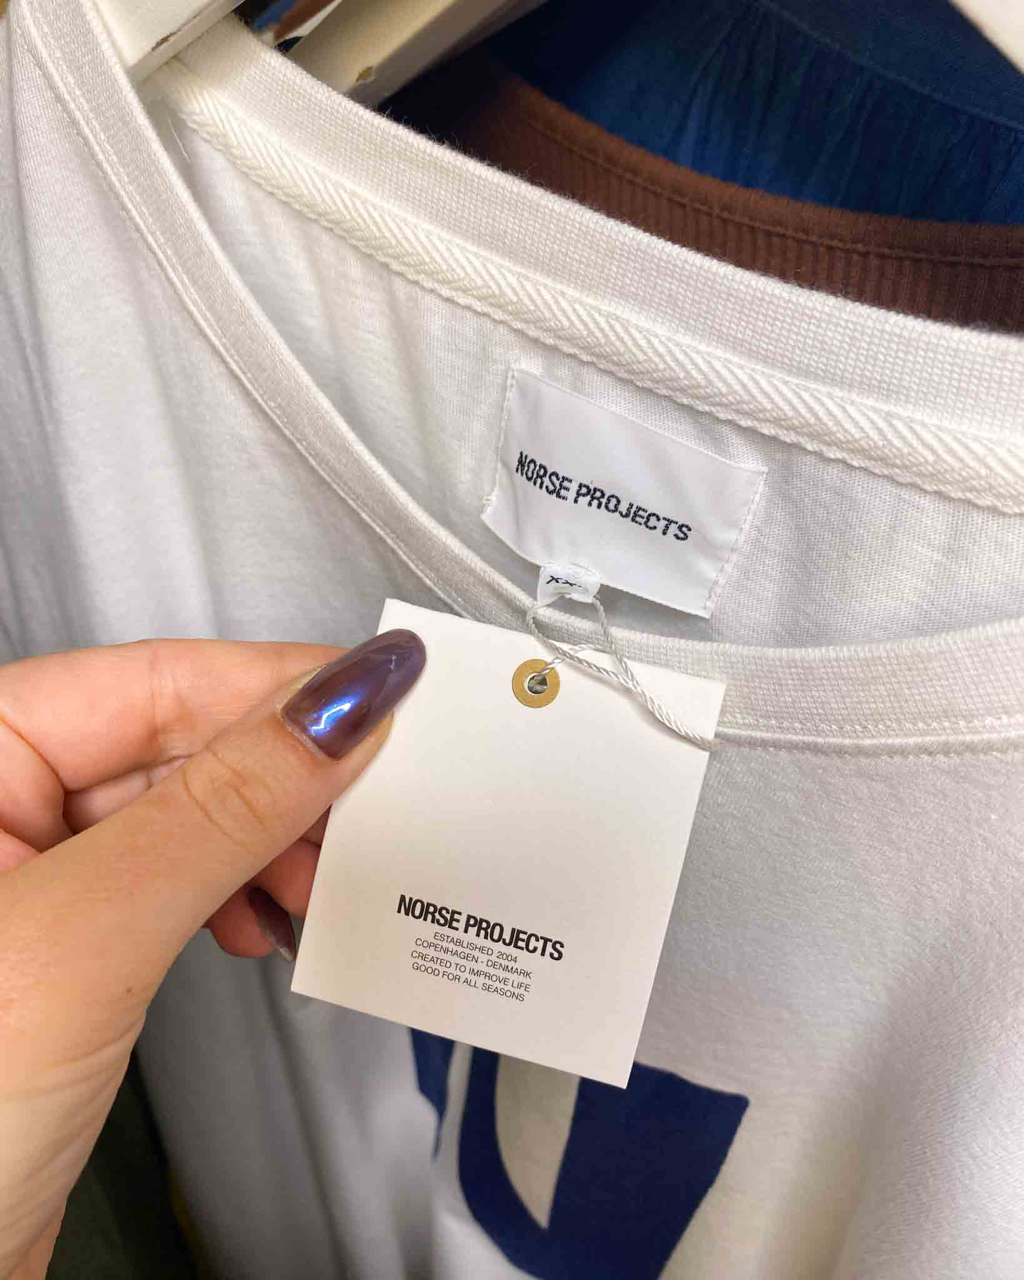 NORSE PROJECTS
NORSE PROJECTS
ESTABLISHED 2004
COPENHAGEN - DENMARK
CREATED TO IMPROVE LIFE
GOOD FOR ALL SEASONS